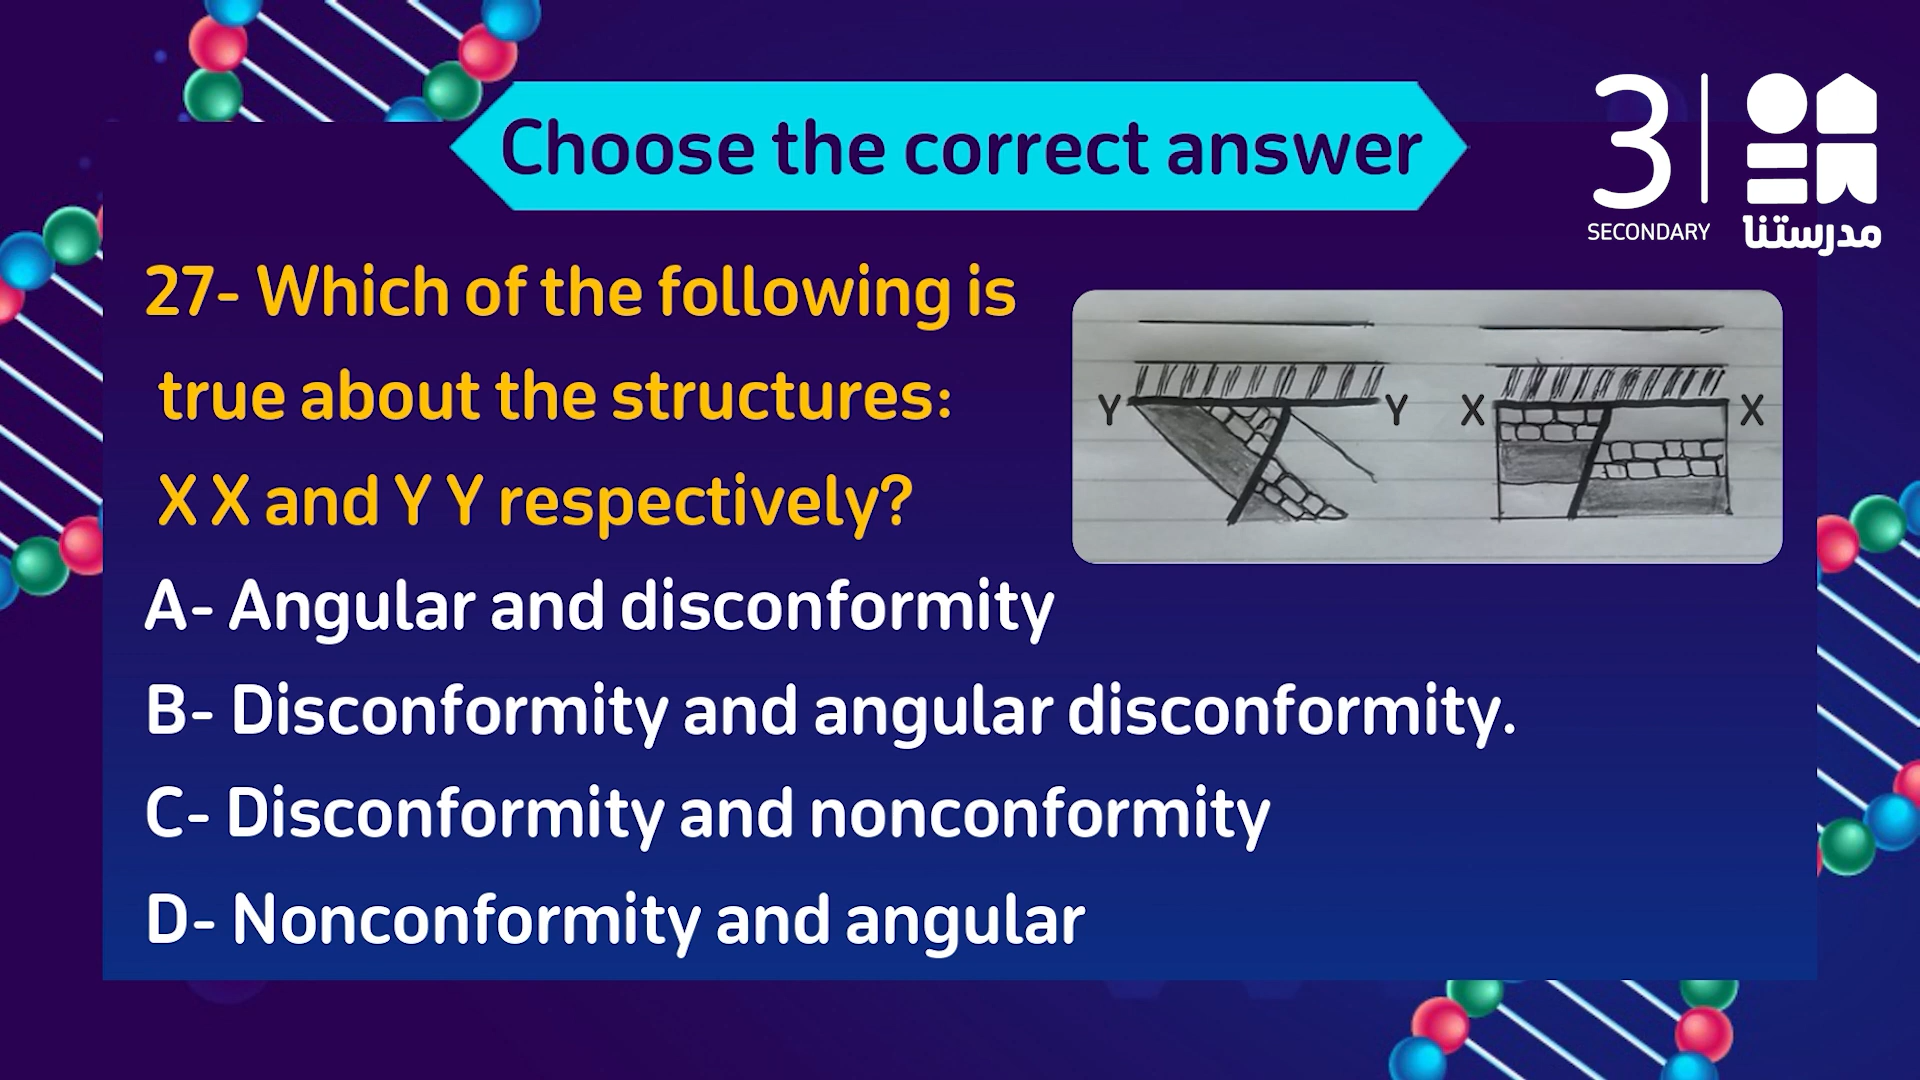 Choose the correct answer
3
SECONDARY
مدرستنا
27- Which of the following is
true about the structures:
X X and Y Y respectively?
Y Y X X
A- Angular and disconformity
B- Disconformity and angular disconformity.
C- Disconformity and nonconformity
D- Nonconformity and angular